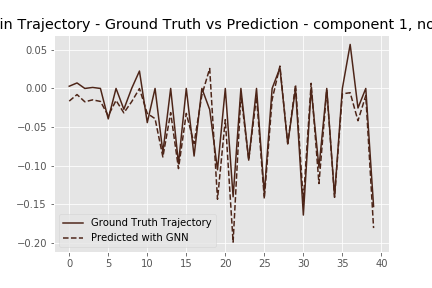 in Trajectory - Ground Truth vs Prediction - component 1, no
0.05
0.00
−0.05
−0.10
−0.15
−0.20
Ground Truth Trajectory
Predicted with GNN
0 5 10 15 20 25 30 35 40